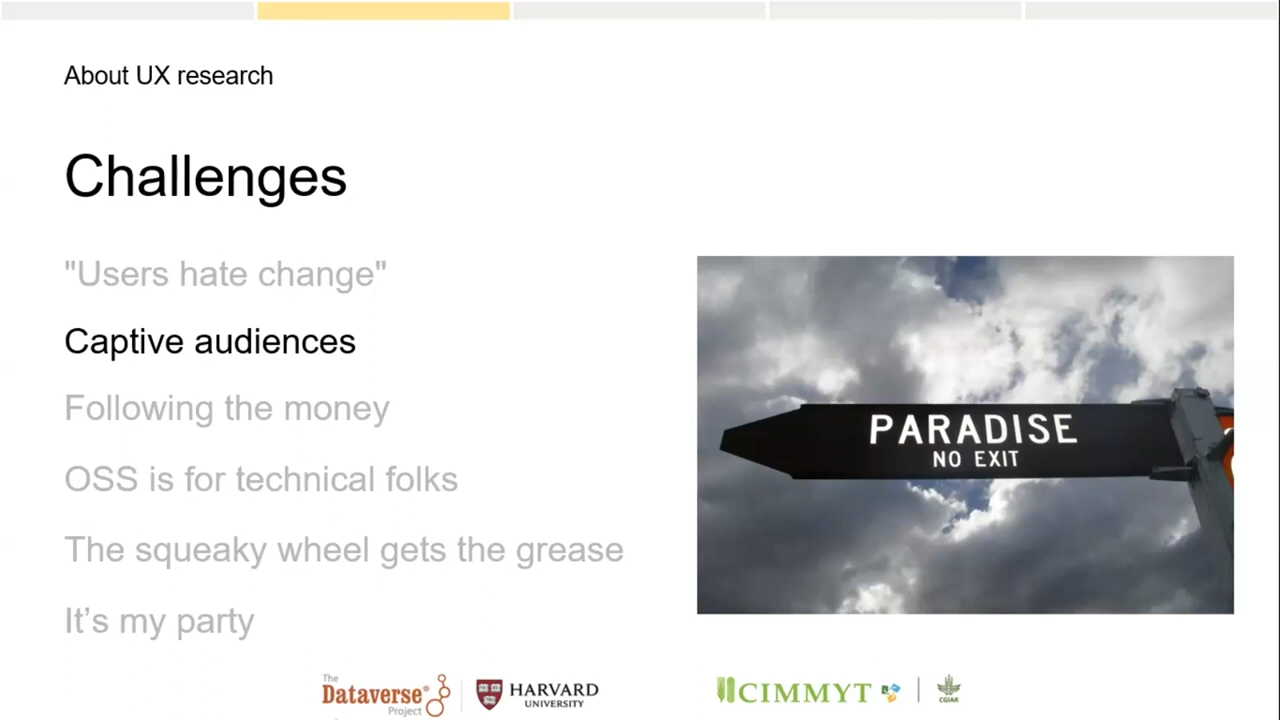 About UX research
Challenges
"Users hate change"
Captive audiences
Following the money
OSS is for technical folks
The squeaky wheel gets the grease
It’s my party
PARADISE
NO EXIT
The
Dataverse®
Project
HARVARD
UNIVERSITY
CIMMYT
CGIAR